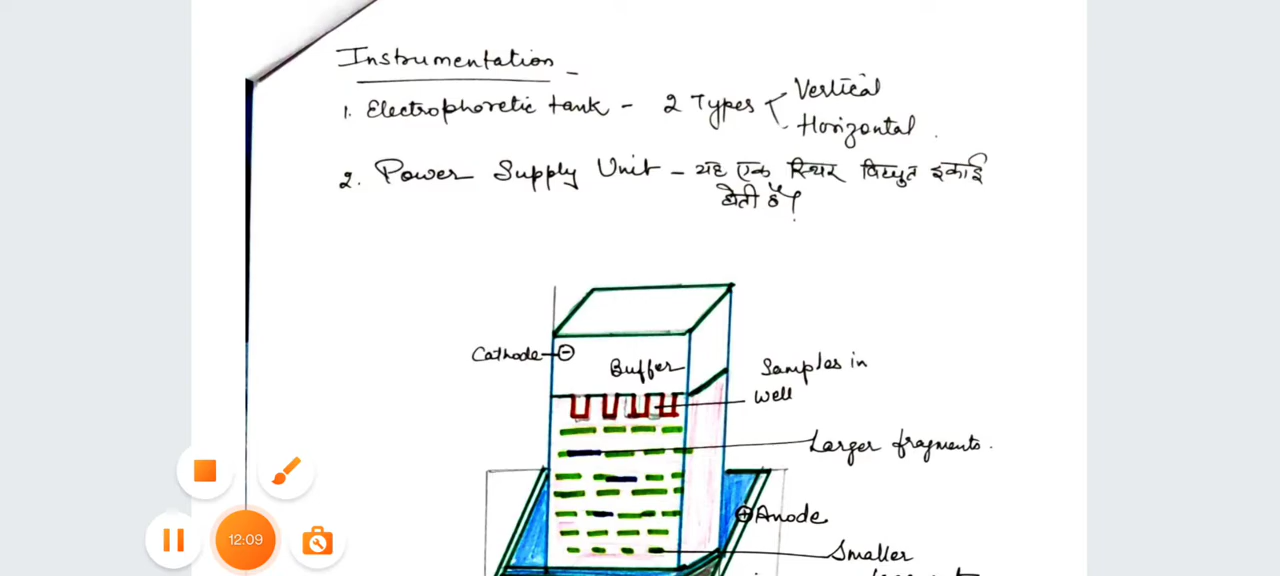 Instrumentation -
1. Electrophoretic tank - 2 Types
Vertical
Horizontal.
2. Power Supply Unit - यह एक स्थिर विद्युत इकाई
होती है।
Cathode
Buffer
Samples in
well
Larger fragments.
Anode
Smaller
12:09